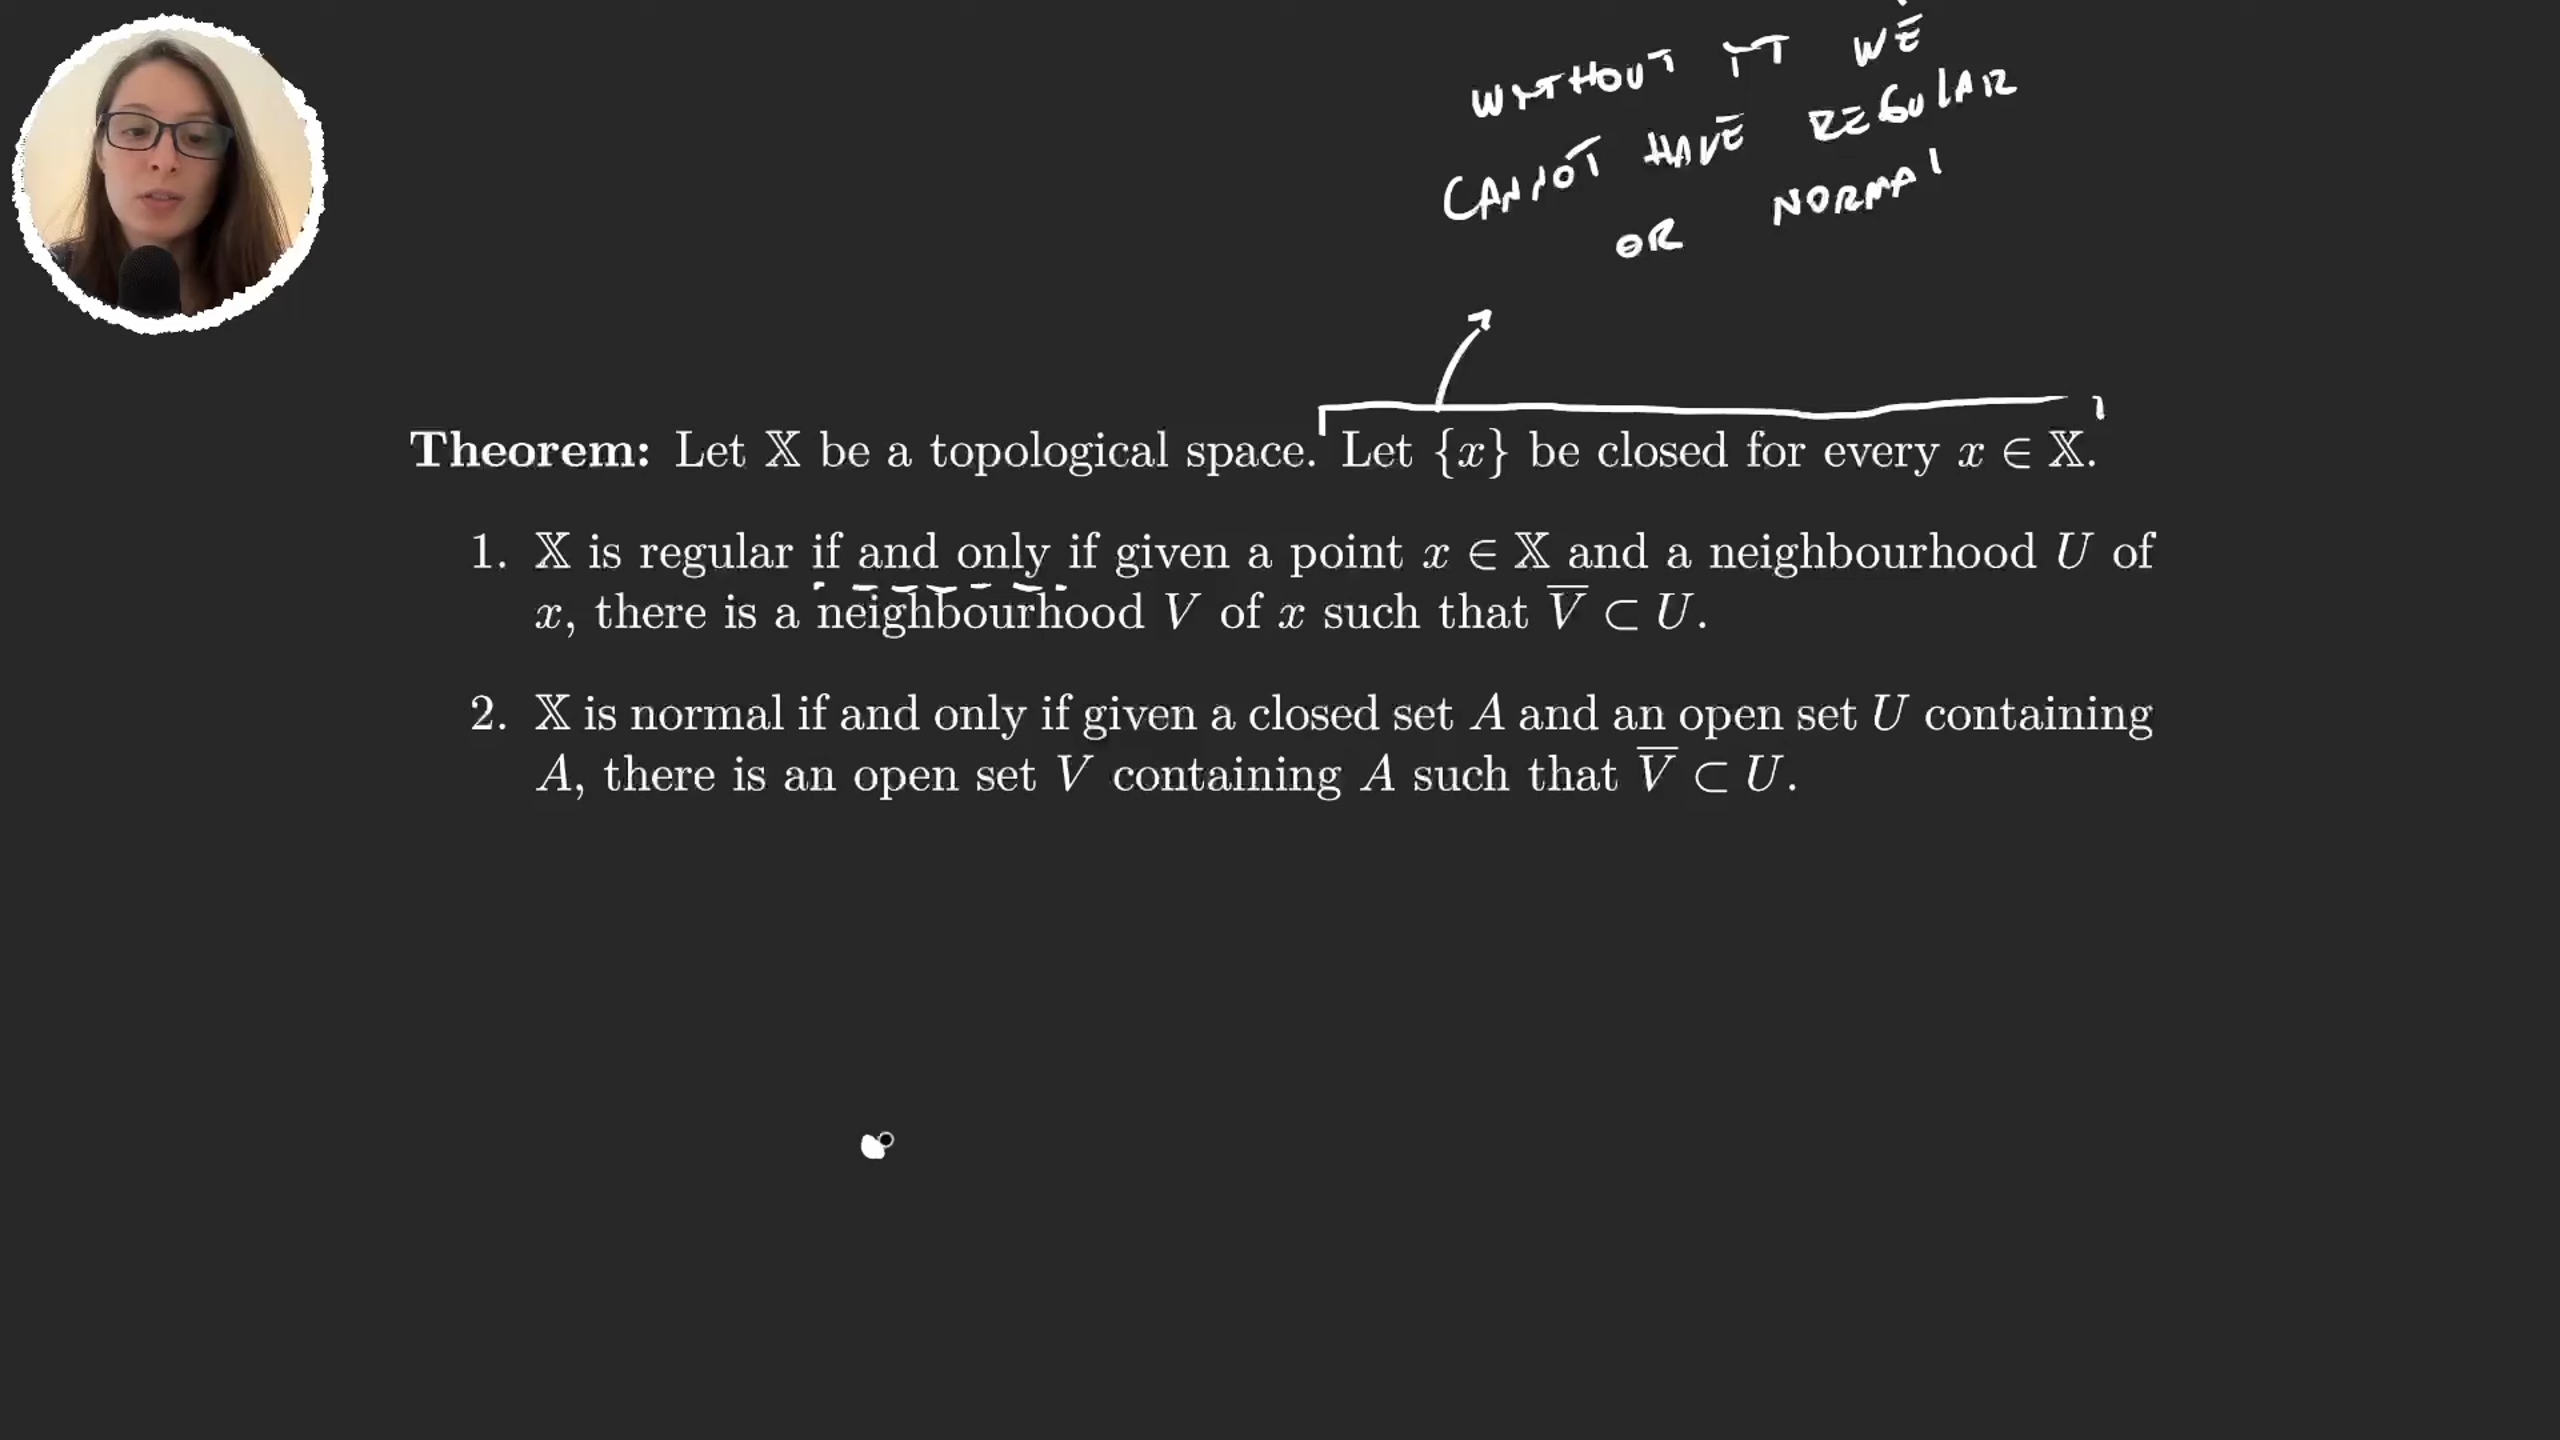 WITHOUT IT WE
CANNOT HAVE REGULAR
OR NORMAL
Theorem: Let 𝕏 be a topological space. Let {x} be closed for every x ∈ 𝕏.
1. 𝕏 is regular if and only if given a point x ∈ 𝕏 and a neighbourhood U of
x, there is a neighbourhood V of x such that V̅ ⊂ U.
2. 𝕏 is normal if and only if given a closed set A and an open set U containing
A, there is an open set V containing A such that V̅ ⊂ U.